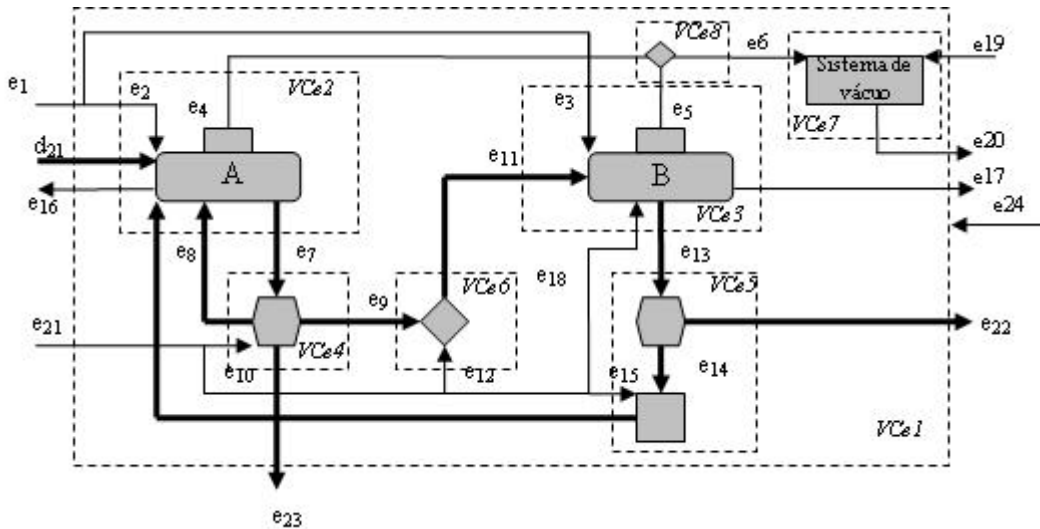 VCe8
e6
e19
e1
e2
VCe2
e4
e3
e5
Sistema de
vácuo
VCe7
d21
A
e11
B
e20
e16
e17
VCe3
e24
e8
e7
e18
e13
e9
VCe6
VCe5
e21
VCe4
e22
e10
e12
e15
e14
VCe1
e23